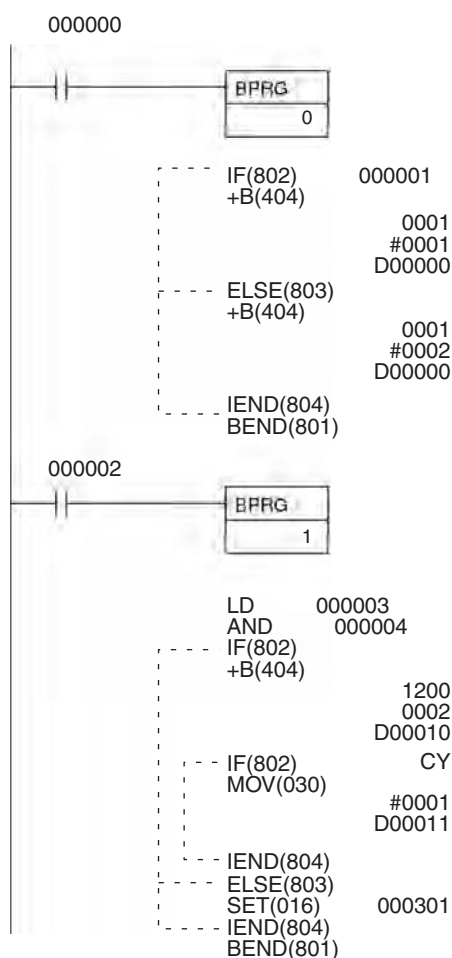 000000
BPRG
0
IF(802) 000001
+B(404)
0001
#0001
D00000
ELSE(803)
+B(404)
0001
#0002
D00000
IEND(804)
BEND(801)
000002
BPRG
1
LD 000003
AND 000004
IF(802)
+B(404)
1200
0002
D00010
IF(802) CY
MOV(030)
#0001
D00011
IEND(804)
ELSE(803)
SET(016) 000301
IEND(804)
BEND(801)